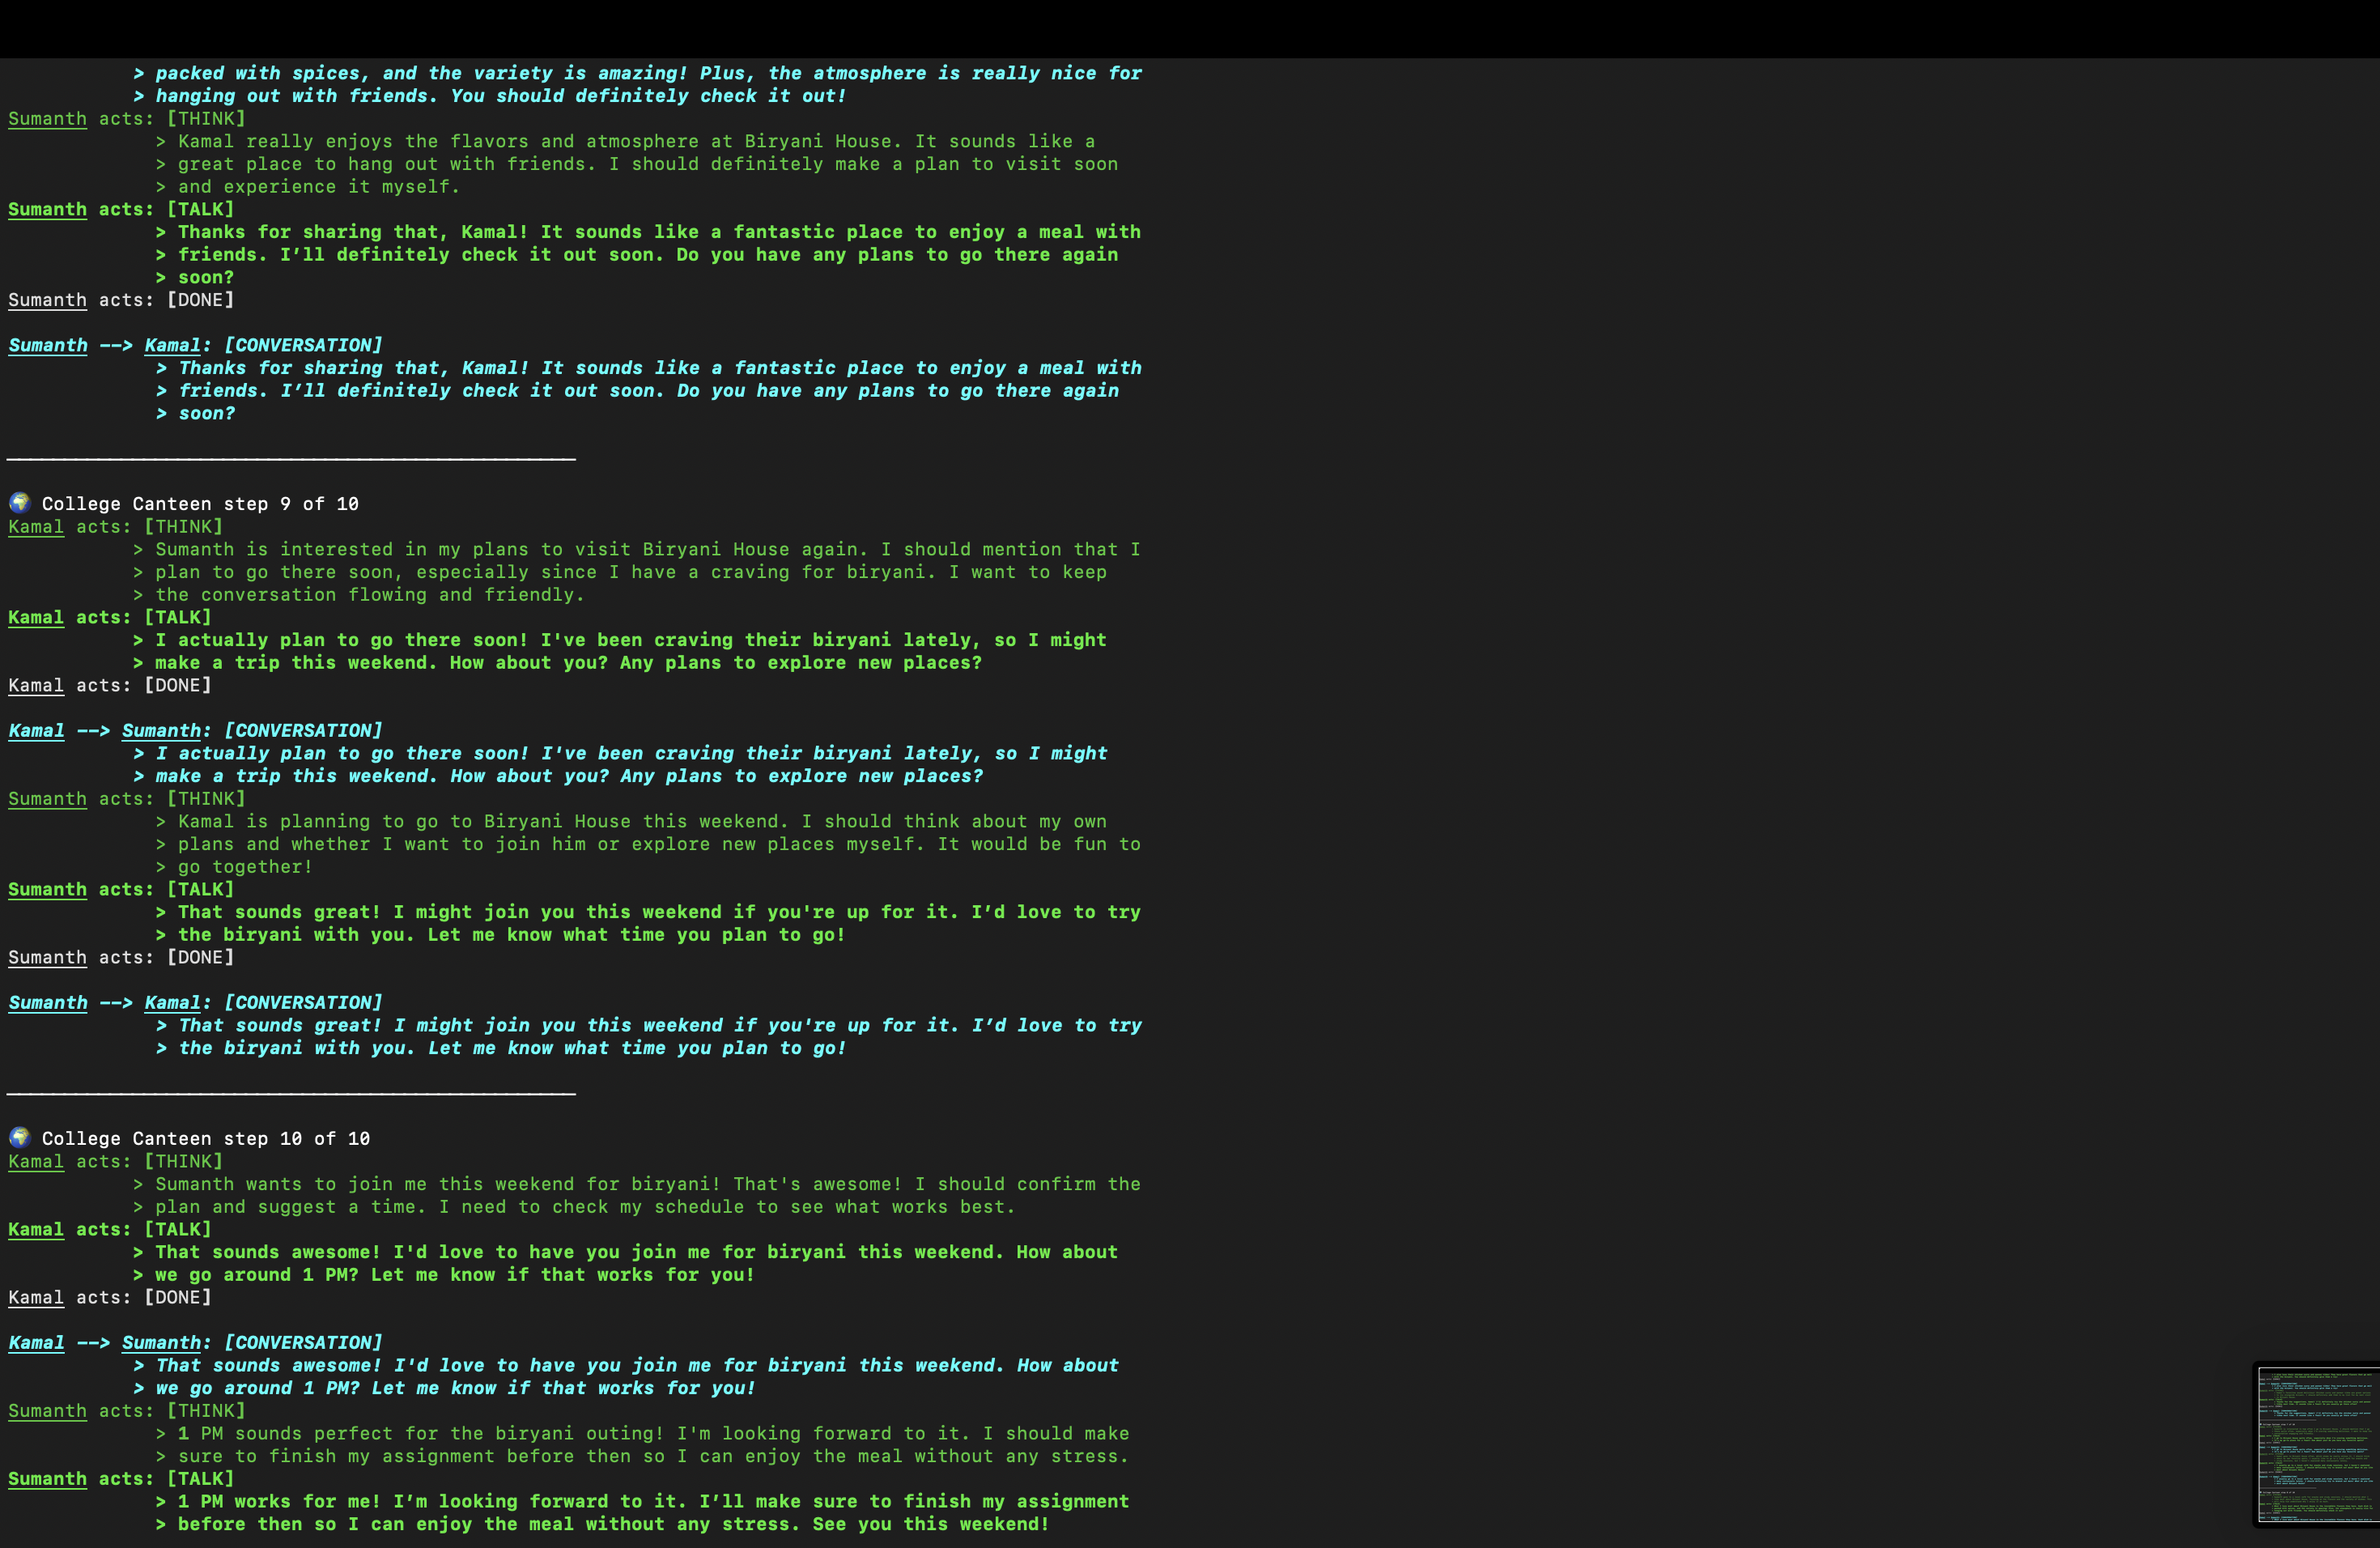 > packed with spices, and the variety is amazing! Plus, the atmosphere is really nice for
> hanging out with friends. You should definitely check it out!
Sumanth acts: [THINK]
> Kamal really enjoys the flavors and atmosphere at Biryani House. It sounds like a
> great place to hang out with friends. I should definitely make a plan to visit soon
> and experience it myself.
Sumanth acts: [TALK]
> Thanks for sharing that, Kamal! It sounds like a fantastic place to enjoy a meal with
> friends. I’ll definitely check it out soon. Do you have any plans to go there again
> soon?
Sumanth acts: [DONE]
Sumanth --> Kamal: [CONVERSATION]
> Thanks for sharing that, Kamal! It sounds like a fantastic place to enjoy a meal with
> friends. I’ll definitely check it out soon. Do you have any plans to go there again
> soon?
College Canteen step 9 of 10
Kamal acts: [THINK]
> Sumanth is interested in my plans to visit Biryani House again. I should mention that I
> plan to go there soon, especially since I have a craving for biryani. I want to keep
> the conversation flowing and friendly.
Kamal acts: [TALK]
> I actually plan to go there soon! I've been craving their biryani lately, so I might
> make a trip this weekend. How about you? Any plans to explore new places?
Kamal acts: [DONE]
Kamal --> Sumanth: [CONVERSATION]
> I actually plan to go there soon! I've been craving their biryani lately, so I might
> make a trip this weekend. How about you? Any plans to explore new places?
Sumanth acts: [THINK]
> Kamal is planning to go to Biryani House this weekend. I should think about my own
> plans and whether I want to join him or explore new places myself. It would be fun to
> go together!
Sumanth acts: [TALK]
> That sounds great! I might join you this weekend if you're up for it. I’d love to try
> the biryani with you. Let me know what time you plan to go!
Sumanth acts: [DONE]
Sumanth --> Kamal: [CONVERSATION]
> That sounds great! I might join you this weekend if you're up for it. I’d love to try
> the biryani with you. Let me know what time you plan to go!
College Canteen step 10 of 10
Kamal acts: [THINK]
> Sumanth wants to join me this weekend for biryani! That's awesome! I should confirm the
> plan and suggest a time. I need to check my schedule to see what works best.
Kamal acts: [TALK]
> That sounds awesome! I'd love to have you join me for biryani this weekend. How about
> we go around 1 PM? Let me know if that works for you!
Kamal acts: [DONE]
Kamal --> Sumanth: [CONVERSATION]
> That sounds awesome! I'd love to have you join me for biryani this weekend. How about
> we go around 1 PM? Let me know if that works for you!
Sumanth acts: [THINK]
> 1 PM sounds perfect for the biryani outing! I'm looking forward to it. I should make
> sure to finish my assignment before then so I can enjoy the meal without any stress.
Sumanth acts: [TALK]
> 1 PM works for me! I’m looking forward to it. I’ll make sure to finish my assignment
> before then so I can enjoy the meal without any stress. See you this weekend!